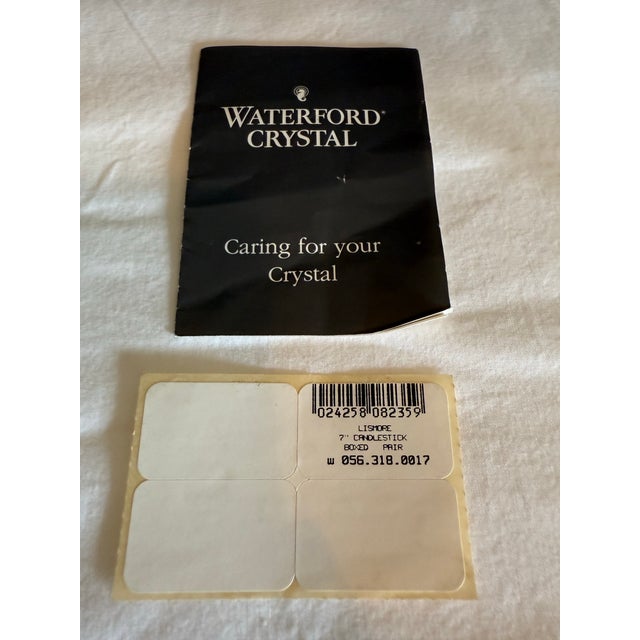 WATERFORD®
CRYSTAL
Caring for your
Crystal
024258 082359
LISMORE
7" CANDLESTICK
BOXED PAIR
w 056.318.0017